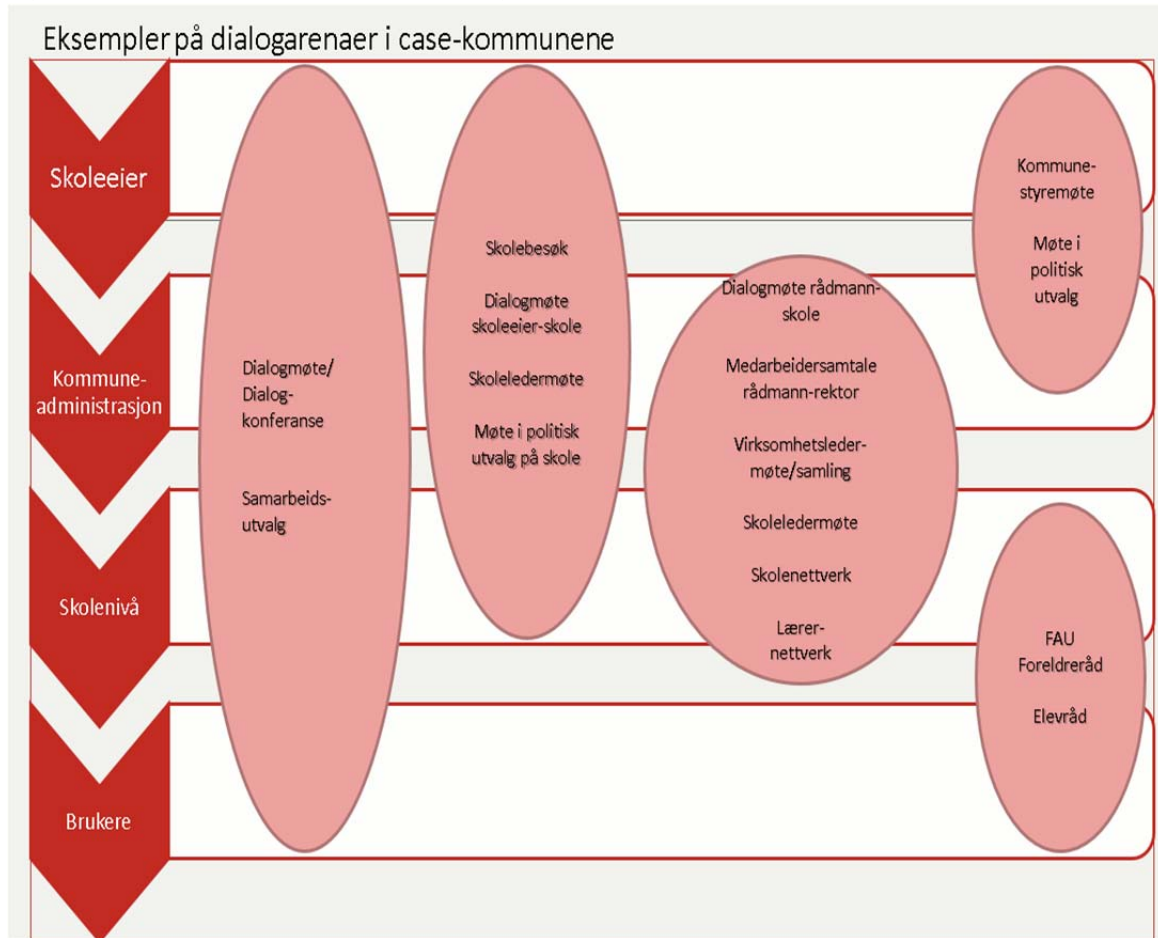 Eksempler på dialogarenaer i case-kommunene
Skoleeier
Kommune-
administrasjon
Skolenivå
Brukere
Dialogmøte/
Dialog-
konferanse
Samarbeids-
utvalg
Skolebesøk
Dialogmøte
skoleeier-skole
Skoleledermøte
Møte i politisk
utvalg på skole
Dialogmøte rådmann-
skole
Medarbeidersamtale
rådmann-rektor
Virksomhetsleder-
møte/samling
Skoleledermøte
Skolenettverk
Lærer-
nettverk
Kommune-
styremøte
Møte i
politisk
utvalg
FAU
Foreldreråd
Elevråd